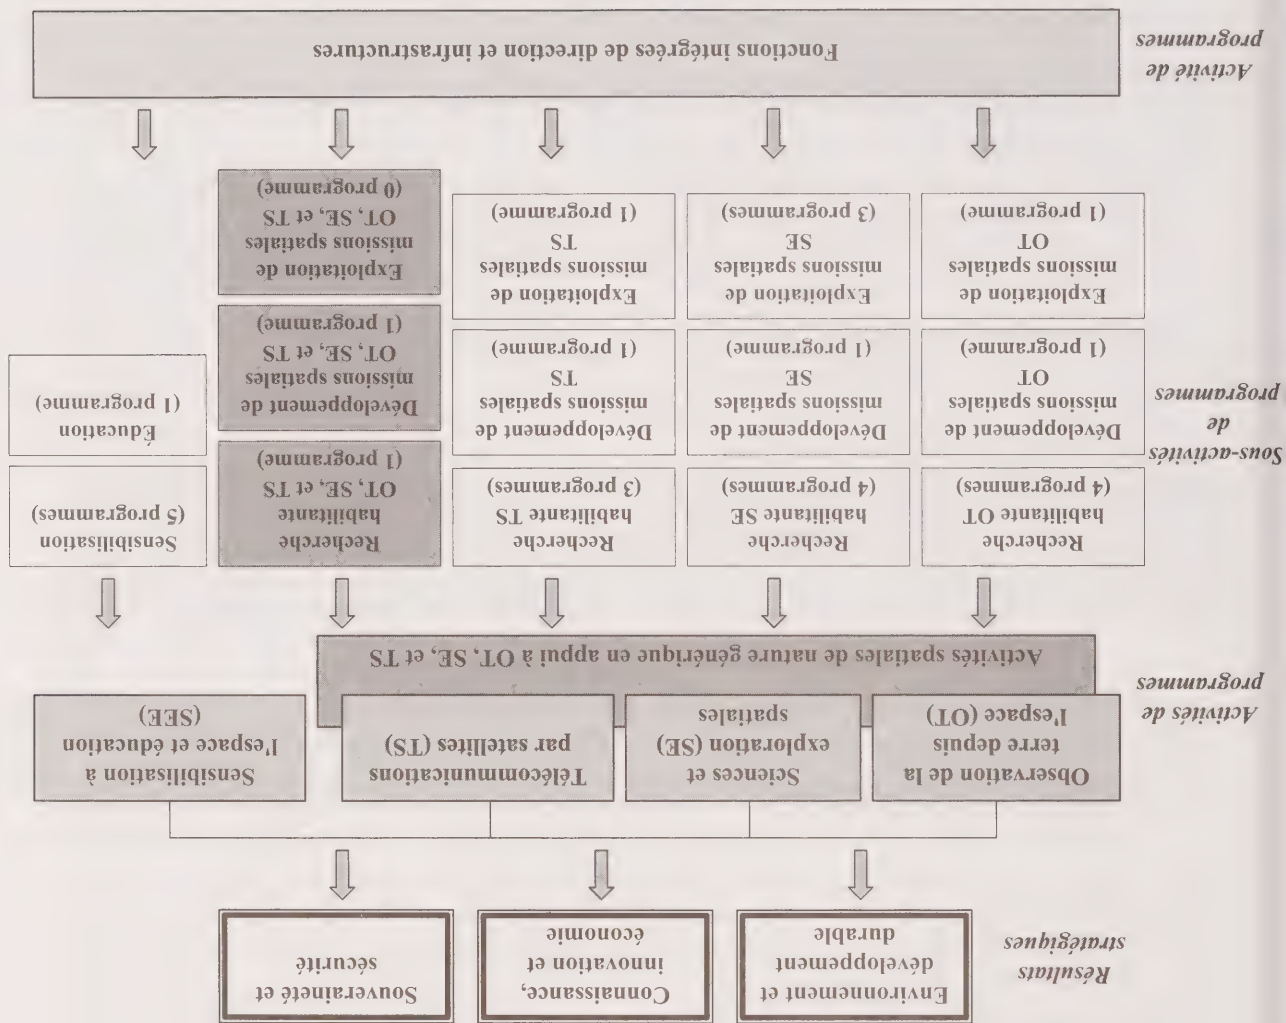 Résultats
stratégiques
Environnement et
développement
durable
Connaissance,
innovation et
économie
Souveraineté et
sécurité
Activités de
programmes
Observation de la
terre depuis
l'espace (OT)
Sciences et
exploration (SE)
spatiales
Télécommunications
par satellites (TS)
Sensibilisation à
l'espace et éducation
(SEE)
Activités spatiales de nature générique en appui à OT, SE, et TS
Sous-activités
de
programmes
Recherche
habilitante OT
(4 programmes)
Recherche
habilitante SE
(4 programmes)
Recherche
habilitante TS
(3 programmes)
Recherche
habilitante
OT, SE, et TS
(1 programme)
Sensibilisation
(5 programmes)
Développement de
missions spatiales
OT
(1 programme)
Développement de
missions spatiales
SE
(1 programme)
Développement de
missions spatiales
TS
(1 programme)
Développement de
missions spatiales
OT, SE, et TS
(1 programme)
Éducation
(1 programme)
Exploitation de
missions spatiales
OT
(1 programme)
Exploitation de
missions spatiales
SE
(3 programmes)
Exploitation de
missions spatiales
TS
(1 programme)
Exploitation de
missions spatiales
OT, SE, et TS
(0 programme)
Activité de
programmes
Fonctions intégrées de direction et infrastructures